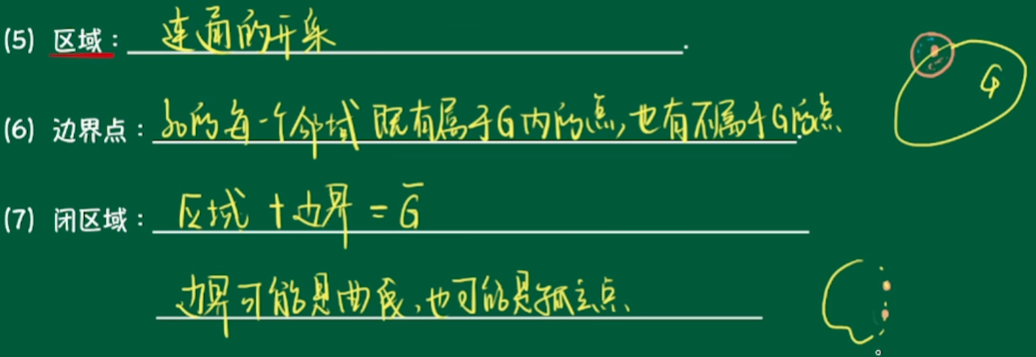 (5) 区域：连通的开集.
G
(6) 边界点：z₀的每一个邻域 既有属于G内的点,也有不属于G的点.
(7) 闭区域：区域 + 边界 = G̅
边界可能是曲线,也可能是孤立点.